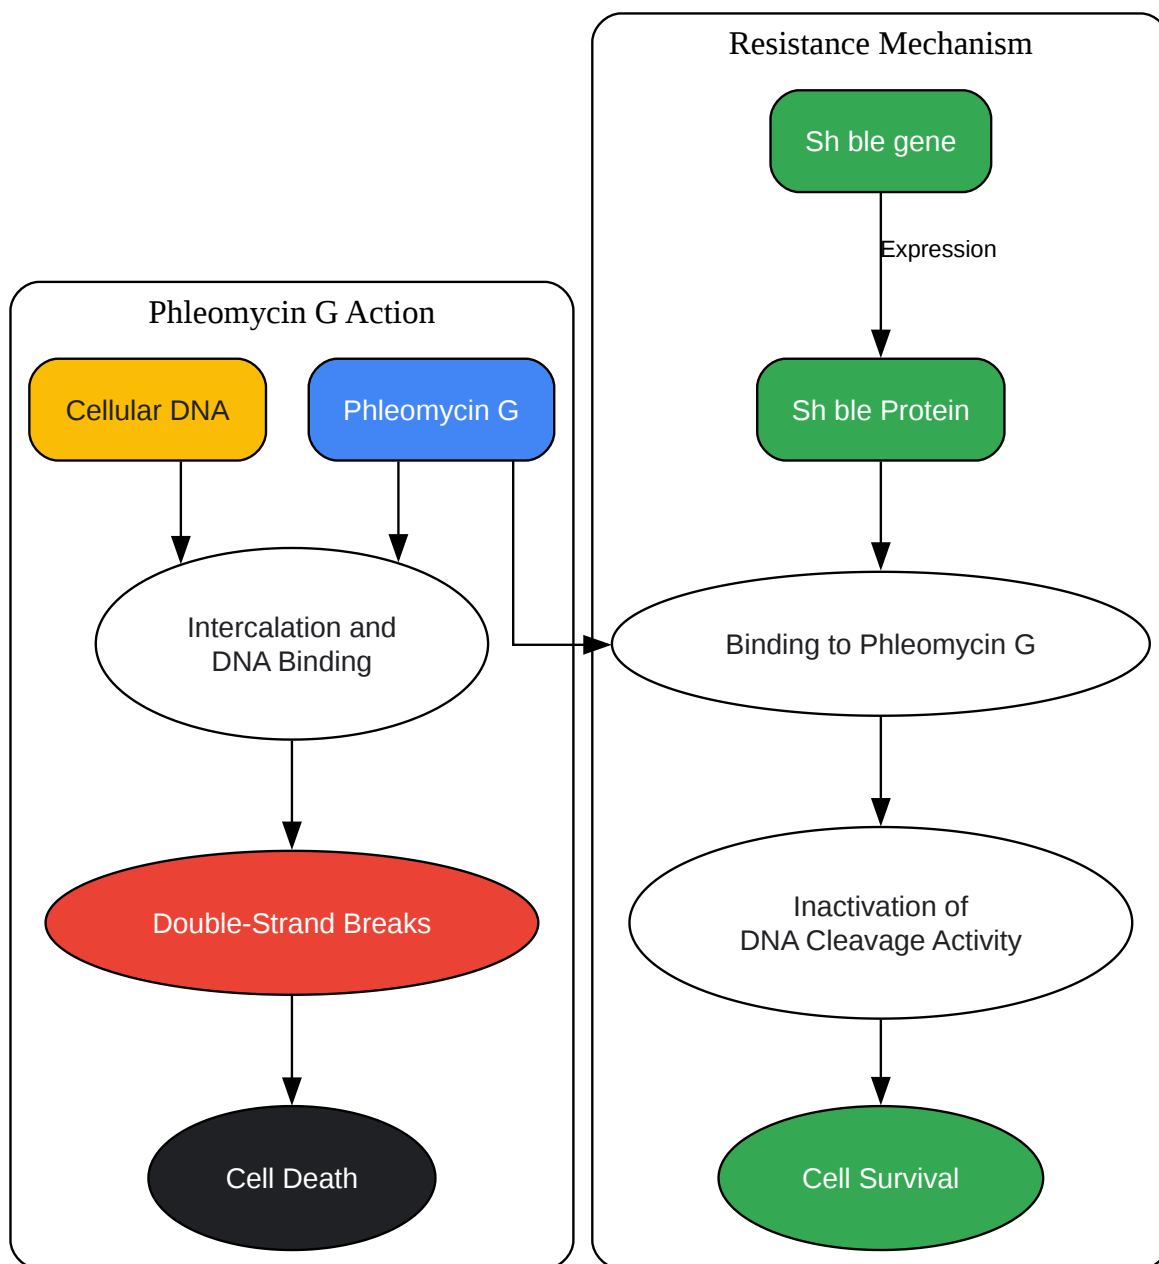 Phleomycin G Action
Cellular DNA
Phleomycin G
Intercalation and
DNA Binding
Double-Strand Breaks
Cell Death
Resistance Mechanism
Sh ble gene
Expression
Sh ble Protein
Binding to Phleomycin G
Inactivation of
DNA Cleavage Activity
Cell Survival